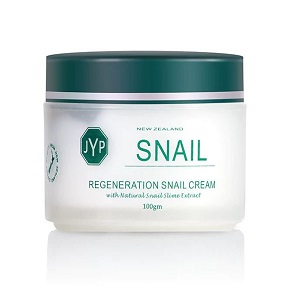 NEW ZEALAND
JYP
SNAIL
REGENERATION SNAIL CREAM
with Natural Snail Slime Extract
100gm